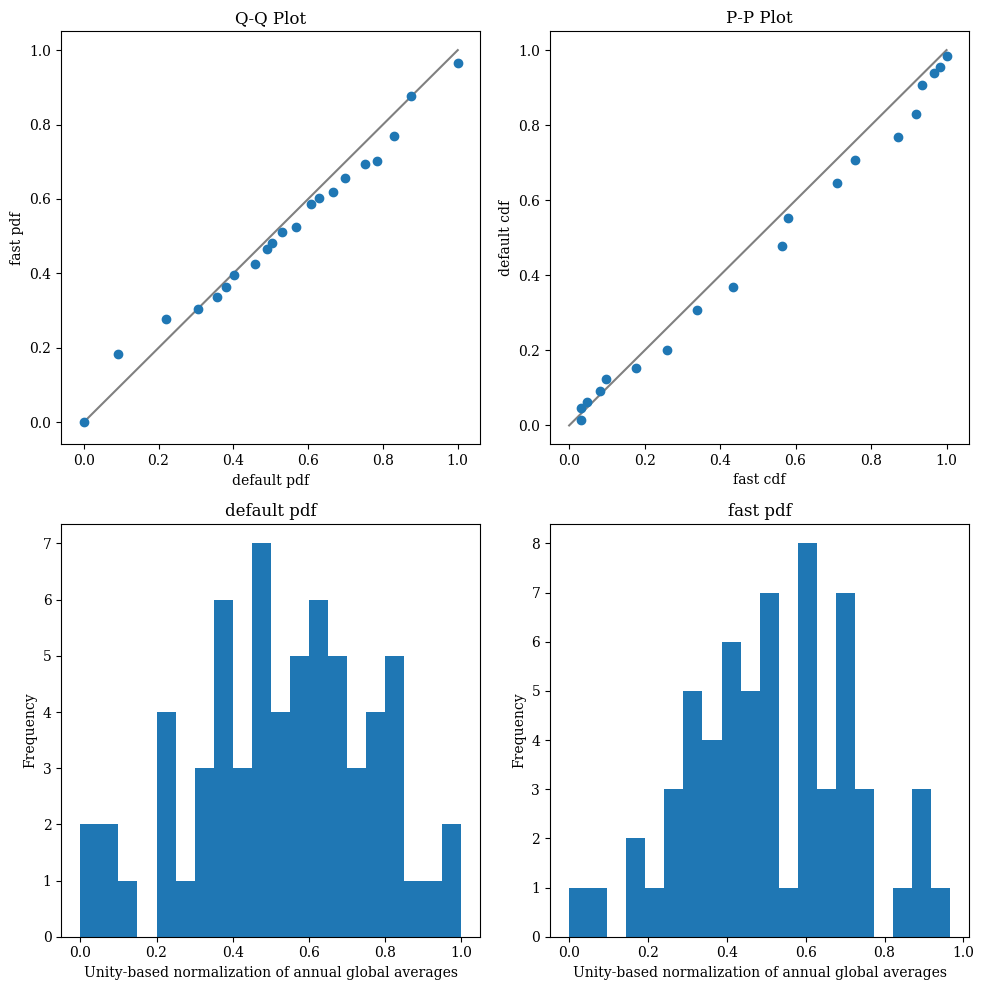 Q-Q Plot
1.0
0.8
0.6
0.4
0.2
0.0
fast pdf
0.0 0.2 0.4 0.6 0.8 1.0
default pdf
P-P Plot
1.0
0.8
0.6
0.4
0.2
0.0
default cdf
0.0 0.2 0.4 0.6 0.8 1.0
fast cdf
default pdf
7
6
5
4
3
2
1
0
Frequency
0.0 0.2 0.4 0.6 0.8 1.0
Unity-based normalization of annual global averages
fast pdf
8
7
6
5
4
3
2
1
0
Frequency
0.0 0.2 0.4 0.6 0.8 1.0
Unity-based normalization of annual global averages